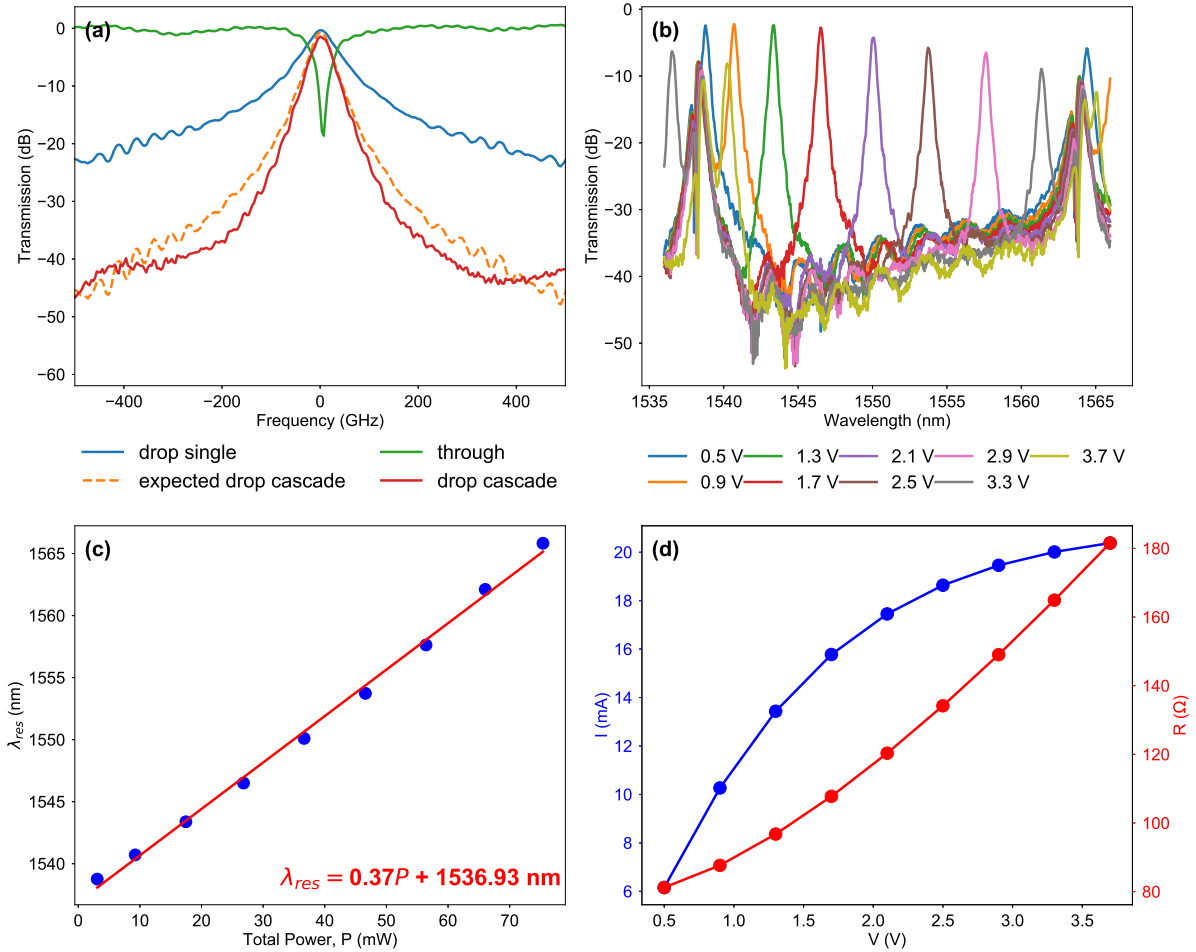 (a)
0
−10
−20
−30
−40
−50
−60
Transmission (dB)
−400
−200
0
200
400
Frequency (GHz)
drop single
through
expected drop cascade
drop cascade
(b)
0
−10
−20
−30
−40
−50
Transmission (dB)
1535
1540
1545
1550
1555
1560
1565
Wavelength (nm)
0.5 V
1.3 V
2.1 V
2.9 V
3.7 V
0.9 V
1.7 V
2.5 V
3.3 V
(c)
1565
1560
1555
1550
1545
1540
λres (nm)
λres = 0.37P + 1536.93 nm
0
10
20
30
40
50
60
70
Total Power, P (mW)
(d)
20
18
16
14
12
10
8
6
I (mA)
180
160
140
120
100
80
R (Ω)
0.5
1.0
1.5
2.0
2.5
3.0
3.5
V (V)